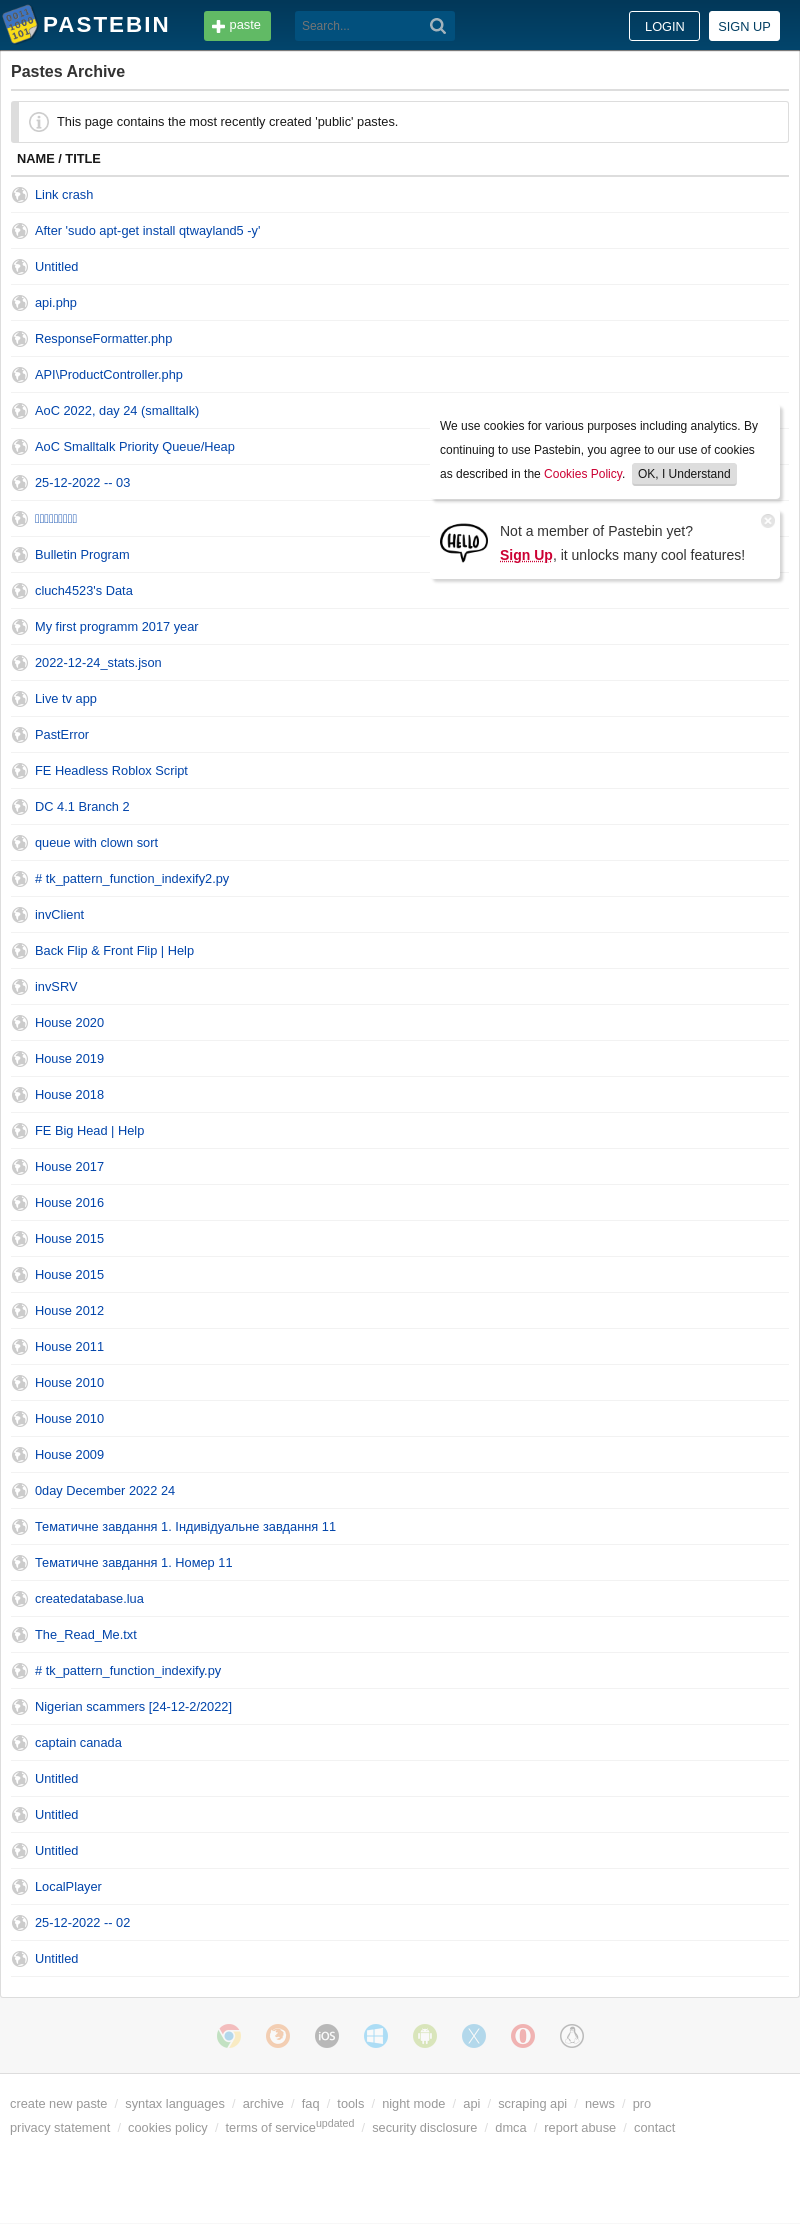 PASTEBIN
paste
Search...
LOGIN
SIGN UP
Pastes Archive
This page contains the most recently created 'public' pastes.
NAME / TITLE
Link crash
After 'sudo apt-get install qtwayland5 -y'
Untitled
api.php
ResponseFormatter.php
API\ProductController.php
AoC 2022, day 24 (smalltalk)
AoC Smalltalk Priority Queue/Heap
25-12-2022 -- 03
Bulletin Program
cluch4523's Data
My first programm 2017 year
2022-12-24_stats.json
Live tv app
PastError
FE Headless Roblox Script
DC 4.1 Branch 2
queue with clown sort
# tk_pattern_function_indexify2.py
invClient
Back Flip & Front Flip | Help
invSRV
House 2020
House 2019
House 2018
FE Big Head | Help
House 2017
House 2016
House 2015
House 2015
House 2012
House 2011
House 2010
House 2010
House 2009
0day December 2022 24
Тематичне завдання 1. Індивідуальне завдання 11
Тематичне завдання 1. Номер 11
createdatabase.lua
The_Read_Me.txt
# tk_pattern_function_indexify.py
Nigerian scammers [24-12-2/2022]
captain canada
Untitled
Untitled
Untitled
LocalPlayer
25-12-2022 -- 02
Untitled
We use cookies for various purposes including analytics. By
continuing to use Pastebin, you agree to our use of cookies
as described in the Cookies Policy. OK, I Understand
HELLO
Not a member of Pastebin yet?
Sign Up, it unlocks many cool features!
iOS
create new paste / syntax languages / archive / faq / tools / night mode / api / scraping api / news / pro
privacy statement / cookies policy / terms of service updated / security disclosure / dmca / report abuse / contact